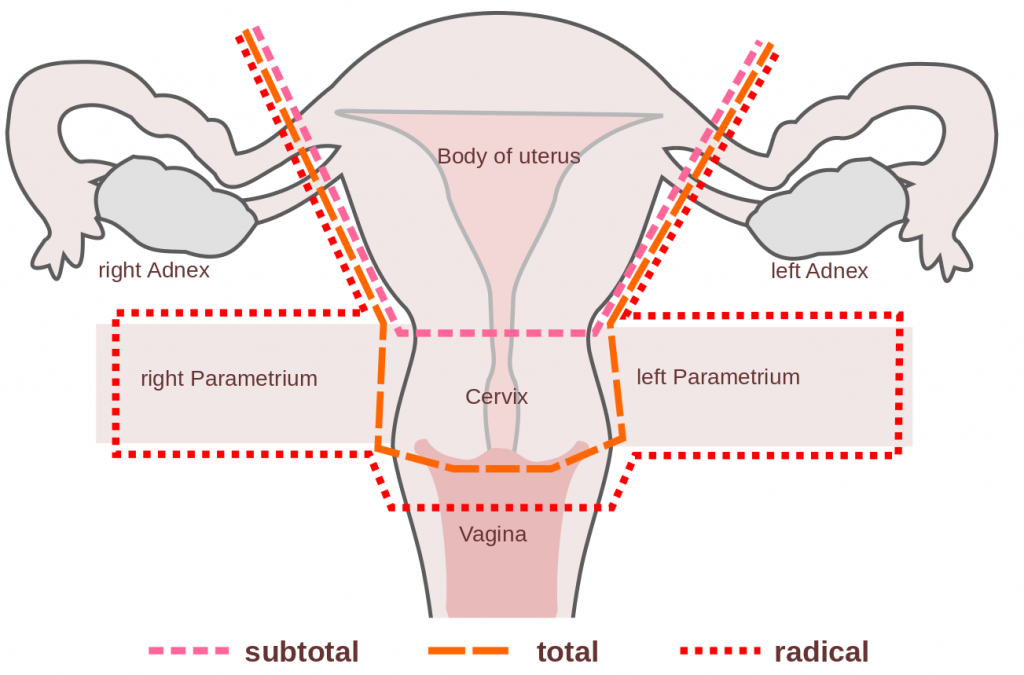 Body of uterus
right Adnex
left Adnex
right Parametrium
left Parametrium
Cervix
Vagina
subtotal total radical